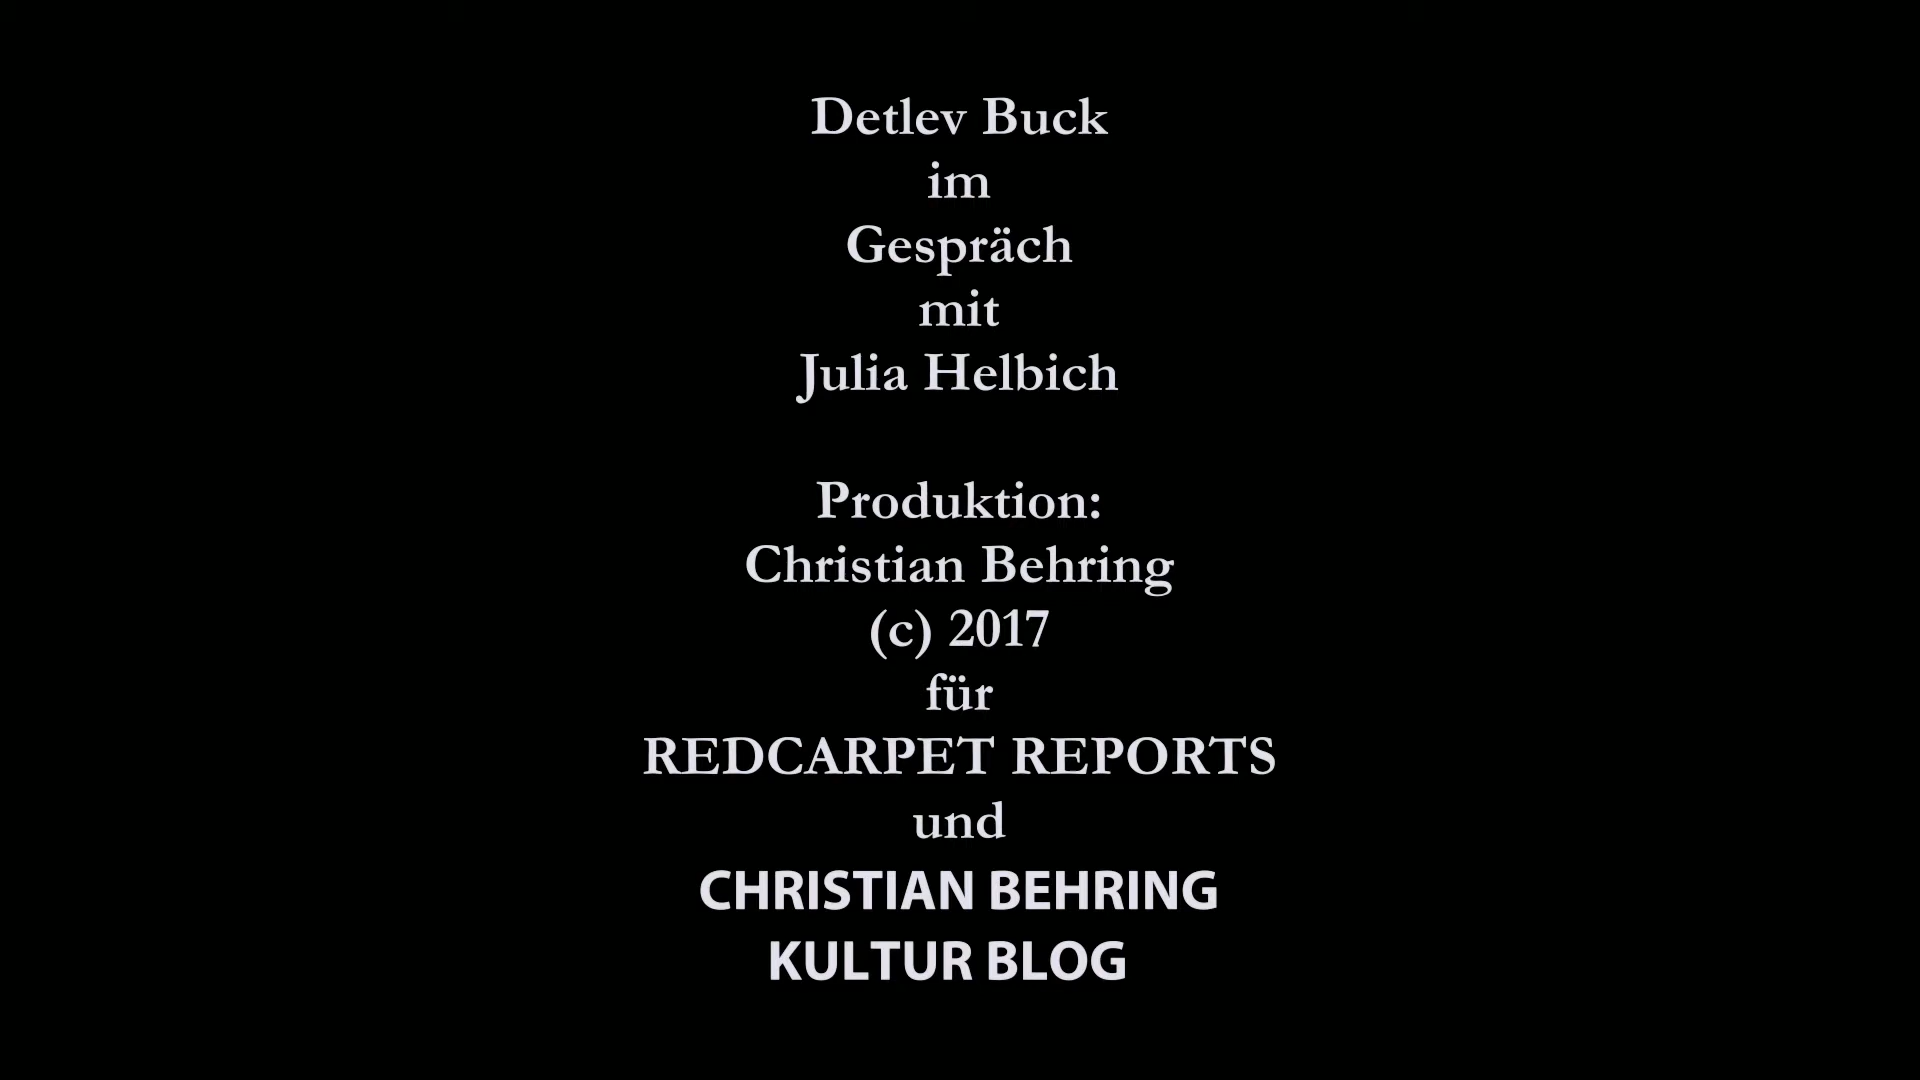 Detlev Buck
im
Gespräch
mit
Julia Helbich
Produktion:
Christian Behring
(c) 2017
für
REDCARPET REPORTS
und
CHRISTIAN BEHRING
KULTUR BLOG